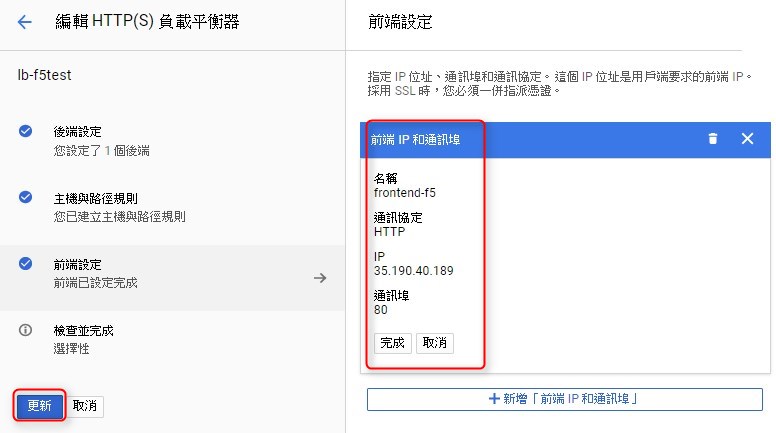 編輯 HTTP(S) 負載平衡器
lb-f5test
後端設定
您設定了 1 個後端
主機與路徑規則
您已建立主機與路徑規則
前端設定
前端已設定完成
檢查並完成
選擇性
更新
取消
前端設定
指定 IP 位址、通訊埠和通訊協定。這個 IP 位址是用戶端要求的前端 IP。
採用 SSL 時，您必須一併指派憑證。
前端 IP 和通訊埠
名稱
frontend-f5
通訊協定
HTTP
IP
35.190.40.189
通訊埠
80
完成
取消
新增「前端 IP 和通訊埠」